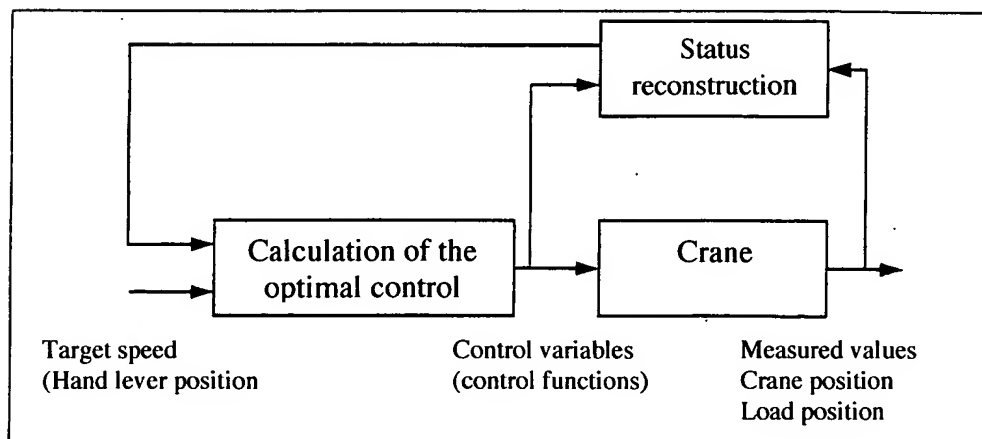 Status
reconstruction
Calculation of the
optimal control
Crane
Target speed
(Hand lever position
Control variables
(control functions)
Measured values
Crane position
Load position